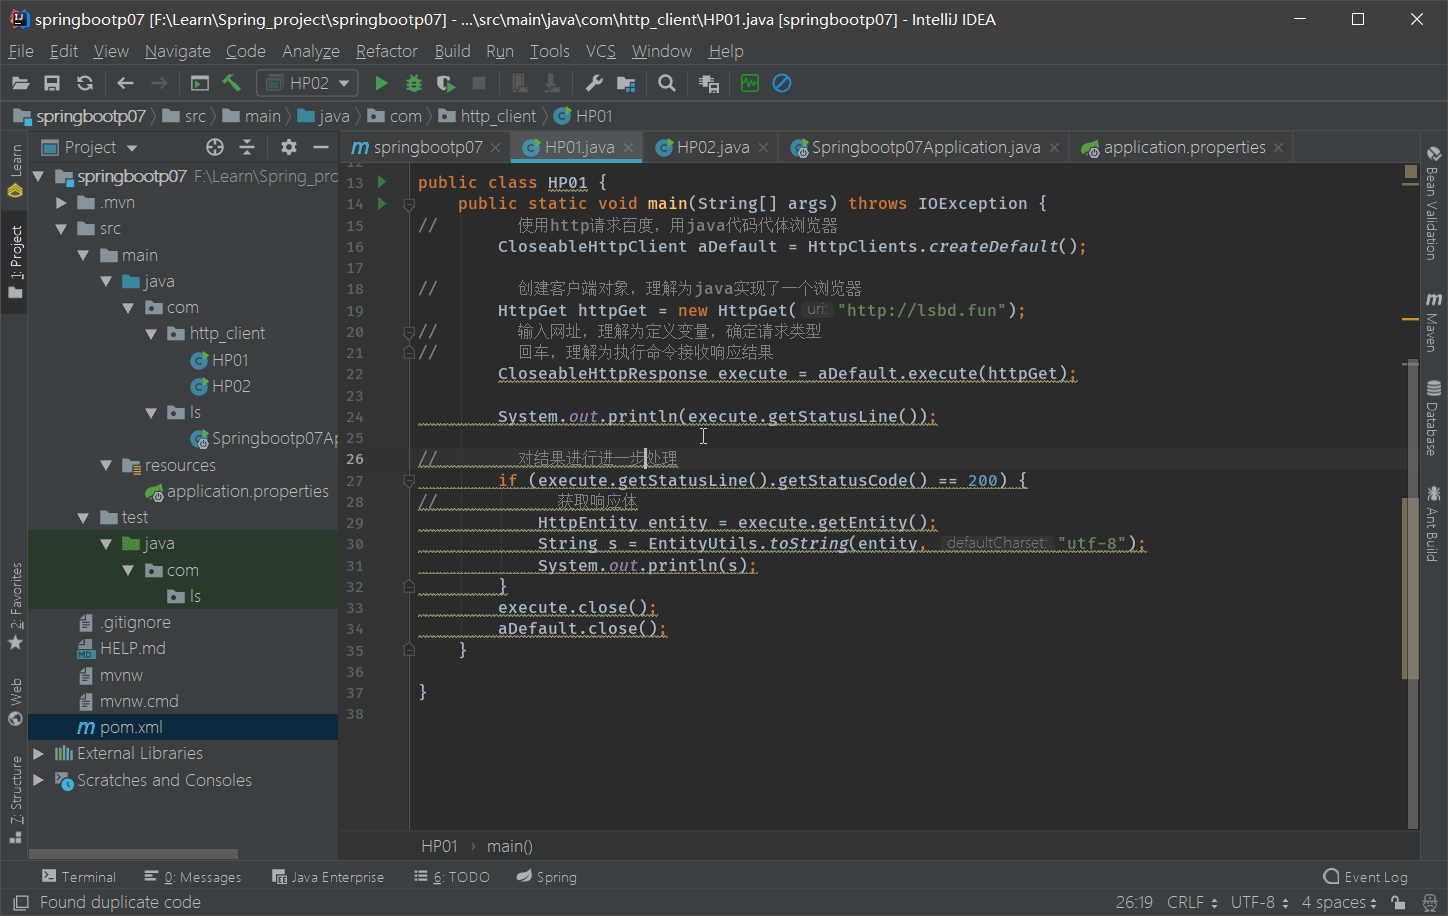 springbootp07 [F:\Learn\Spring_project\springbootp07] - ...\src\main\java\com\http_client\HP01.java [springbootp07] - IntelliJ IDEA
File Edit View Navigate Code Analyze Refactor Build Run Tools VCS Window Help
HP02
springbootp07 src main java com http_client HP01
Project
springbootp07 HP01.java HP02.java Springbootp07Application.java application.properties
Learn
1: Project
2: Favorites
Web
Z: Structure
springbootp07 F:\Learn\Spring_pro
.mvn
src
main
java
com
http_client
HP01
HP02
ls
Springbootp07Ap
resources
application.properties
test
java
com
ls
.gitignore
HELP.md
mvnw
mvnw.cmd
pom.xml
External Libraries
Scratches and Consoles
12
13 public class HP01 {
14 public static void main(String[] args) throws IOException {
15 // 使用http请求百度，用java代码代体浏览器
16 CloseableHttpClient aDefault = HttpClients.createDefault();
17
18 // 创建客户端对象，理解为java实现了一个浏览器
19 HttpGet httpGet = new HttpGet( uri: "http://lsbd.fun");
20 // 输入网址，理解为定义变量，确定请求类型
21 // 回车，理解为执行命令接收响应结果
22 CloseableHttpResponse execute = aDefault.execute(httpGet);
23
24 System.out.println(execute.getStatusLine());
25
26 // 对结果进行进一步处理
27 if (execute.getStatusLine().getStatusCode() == 200) {
28 // 获取响应体
29 HttpEntity entity = execute.getEntity();
30 String s = EntityUtils.toString(entity, defaultCharset: "utf-8");
31 System.out.println(s);
32 }
33 execute.close();
34 aDefault.close();
35 }
36
37 }
38
Bean Validation
Maven
Database
Ant Build
HP01 › main()
Terminal 0: Messages Java Enterprise 6: TODO Spring Event Log
Found duplicate code 26:19 CRLF UTF-8 4 spaces